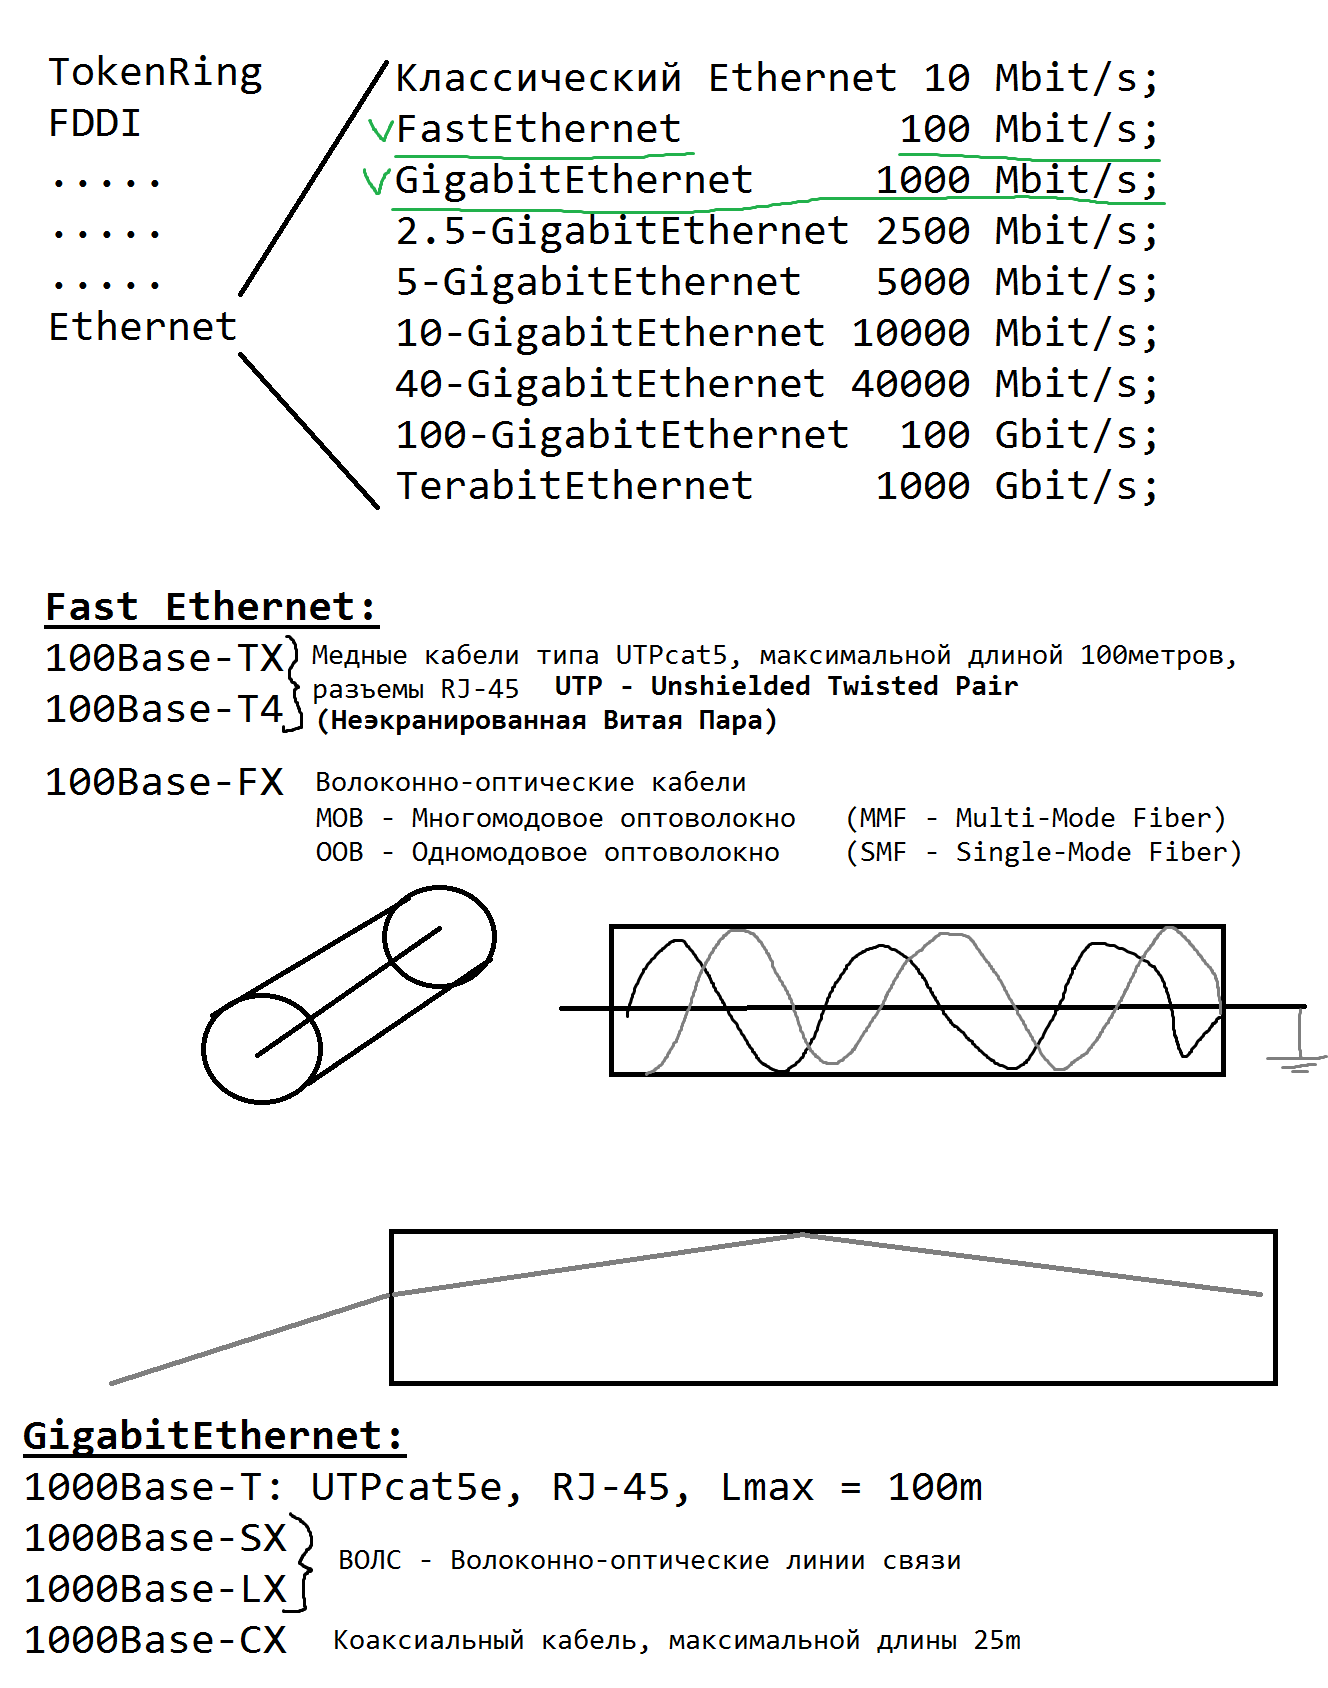 TokenRing
FDDI
.....
.....
.....
Ethernet
Классический Ethernet 10 Mbit/s;
FastEthernet 100 Mbit/s;
GigabitEthernet 1000 Mbit/s;
2.5-GigabitEthernet 2500 Mbit/s;
5-GigabitEthernet 5000 Mbit/s;
10-GigabitEthernet 10000 Mbit/s;
40-GigabitEthernet 40000 Mbit/s;
100-GigabitEthernet 100 Gbit/s;
TerabitEthernet 1000 Gbit/s;
Fast Ethernet:
100Base-TX
100Base-T4
Медные кабели типа UTPcat5, максимальной длиной 100метров,
разъемы RJ-45 UTP - Unshielded Twisted Pair
(Неэкранированная Витая Пара)
100Base-FX Волоконно-оптические кабели
МОВ - Многомодовое оптоволокно (MMF - Multi-Mode Fiber)
ООВ - Одномодовое оптоволокно (SMF - Single-Mode Fiber)
GigabitEthernet:
1000Base-T: UTPcat5e, RJ-45, Lmax = 100m
1000Base-SX
1000Base-LX
ВОЛС - Волоконно-оптические линии связи
1000Base-CX Коаксиальный кабель, максимальной длины 25m